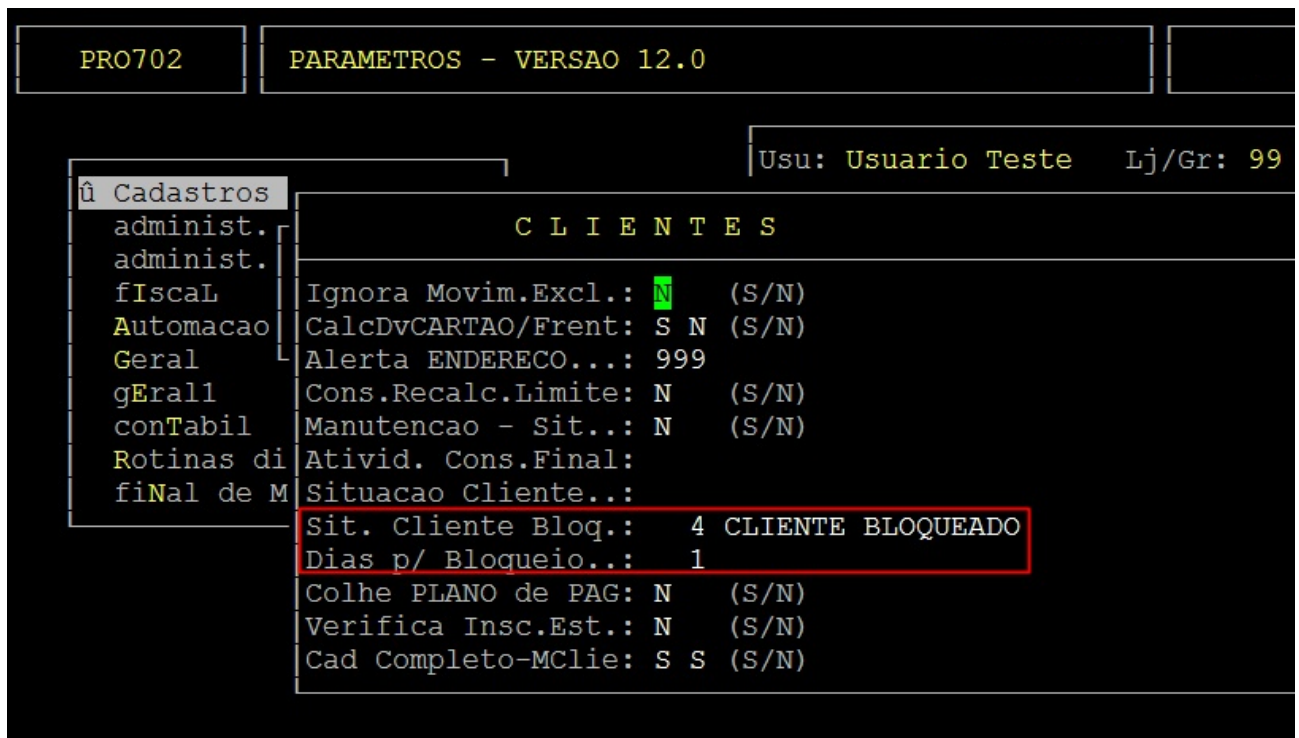 PRO702
PARAMETROS - VERSAO 12.0
Usu: Usuario Teste Lj/Gr: 99
û Cadastros
administ.
administ.
fIscaL
Automacao
Geral
gEral1
conTabil
Rotinas di
fiNal de M
C L I E N T E S
Ignora Movim.Excl.: N (S/N)
CalcDvCARTAO/Frent: S N (S/N)
Alerta ENDERECO...: 999
Cons.Recalc.Limite: N (S/N)
Manutencao - Sit..: N (S/N)
Ativid. Cons.Final:
Situacao Cliente..:
Sit. Cliente Bloq.: 4 CLIENTE BLOQUEADO
Dias p/ Bloqueio..: 1
Colhe PLANO de PAG: N (S/N)
Verifica Insc.Est.: N (S/N)
Cad Completo-MClie: S S (S/N)